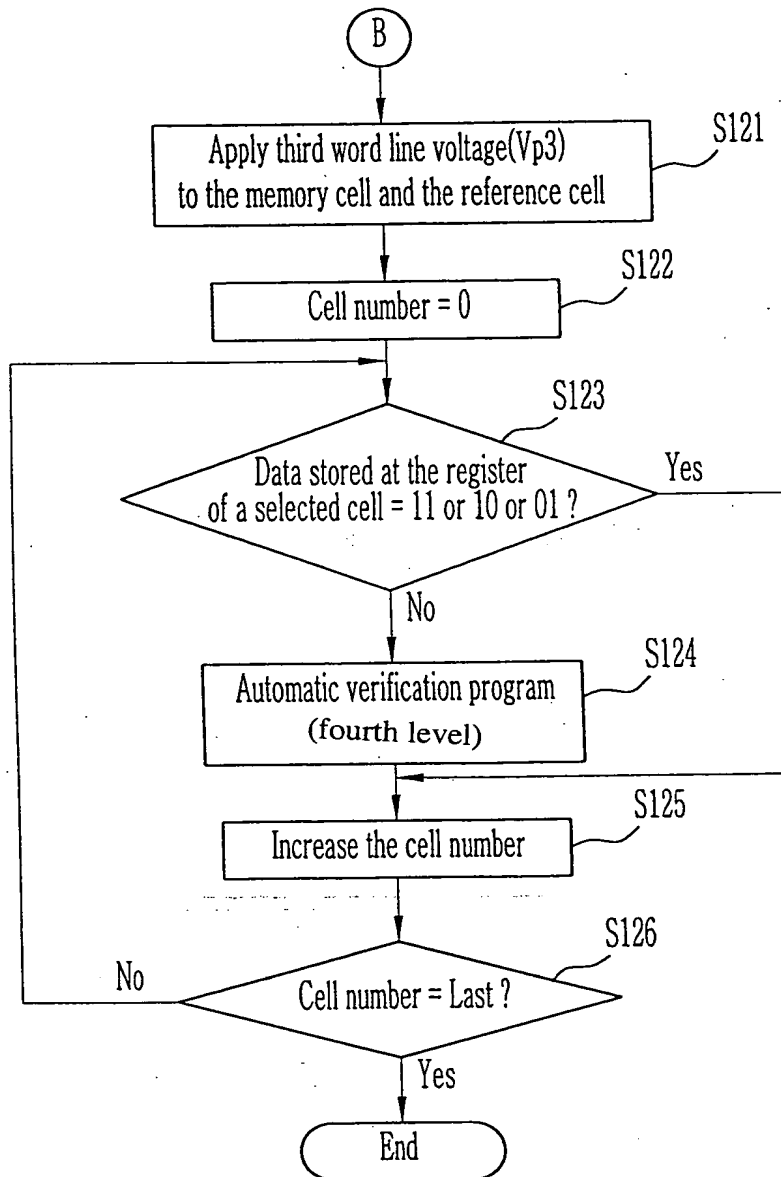 B
S121
Apply third word line voltage(Vp3)
to the memory cell and the reference cell
S122
Cell number = 0
S123
Data stored at the register
of a selected cell = 11 or 10 or 01 ?
Yes
No
S124
Automatic verification program
(fourth level)
S125
Increase the cell number
S126
No
Cell number = Last ?
Yes
End